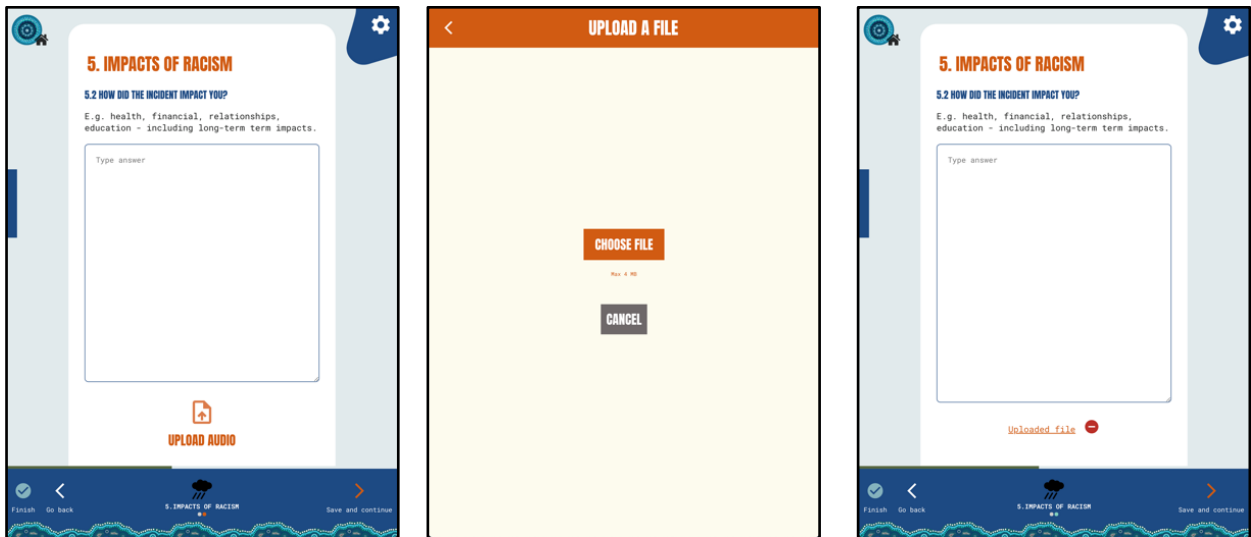 5. IMPACTS OF RACISM
5.2 HOW DID THE INCIDENT IMPACT YOU?
E.g. health, financial, relationships,
education - including long-term term impacts.
Type answer
UPLOAD AUDIO
Finish
Go back
5.IMPACTS OF RACISM
Save and continue
UPLOAD A FILE
CHOOSE FILE
Max 4 MB
CANCEL
5. IMPACTS OF RACISM
5.2 HOW DID THE INCIDENT IMPACT YOU?
E.g. health, financial, relationships,
education - including long-term term impacts.
Type answer
Uploaded file
Finish
Go back
5.IMPACTS OF RACISM
Save and continue